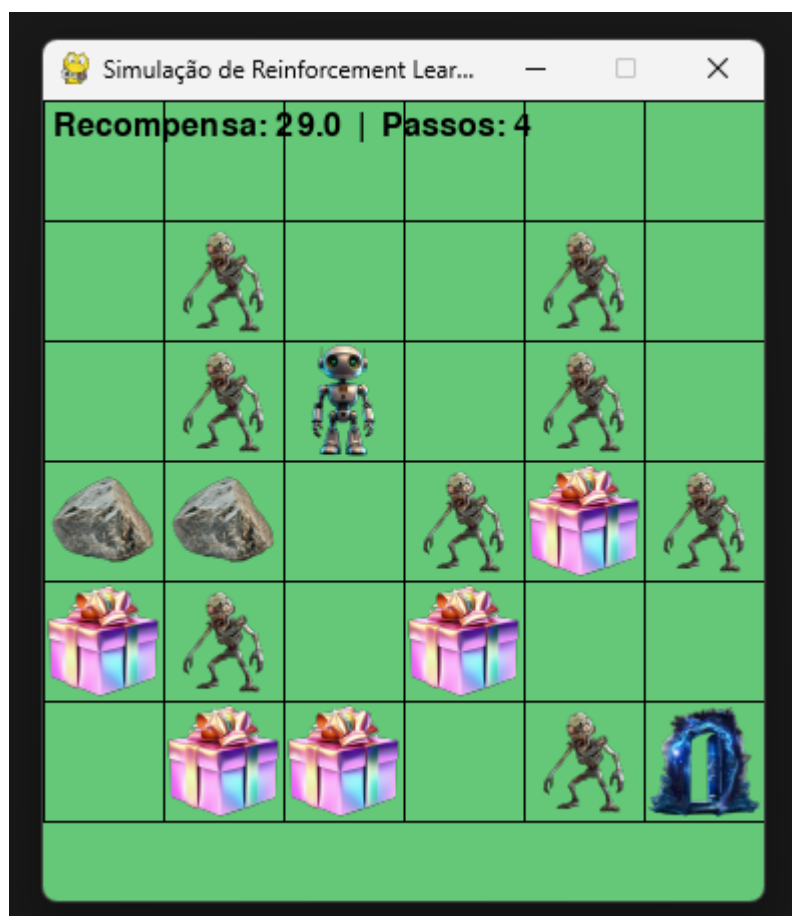 Simulação de Reinforcement Lear...
Recompensa: 29.0 | Passos: 4